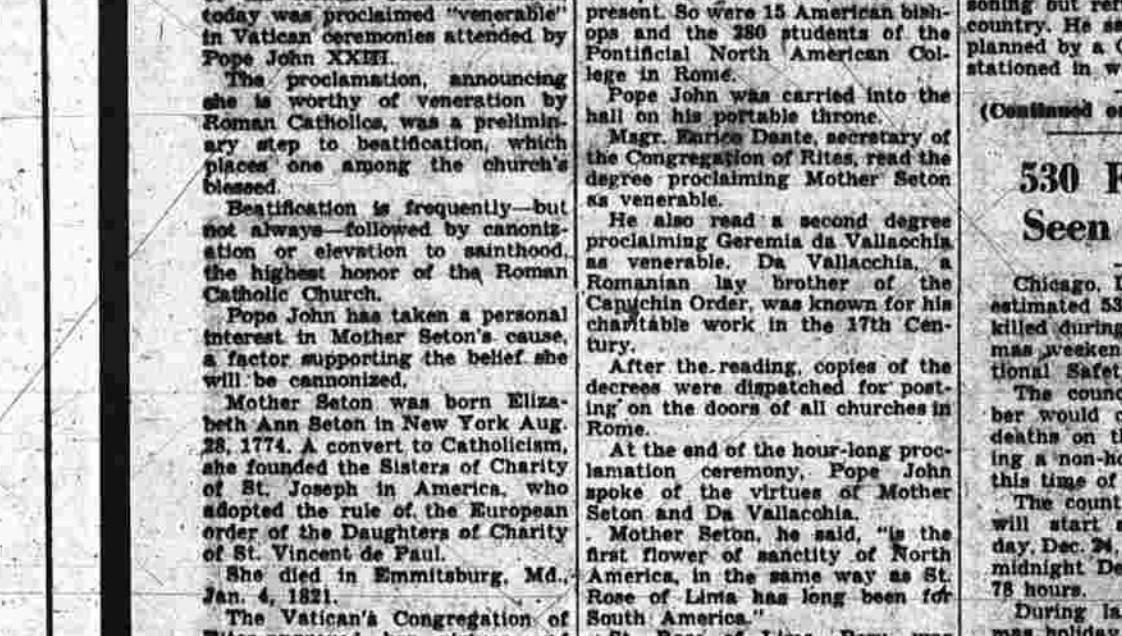 today was proclaimed "venerable"
in Vatican ceremonies attended by
Pope John XXIII.
The proclamation, announcing
she is worthy of veneration by
Roman Catholics, was a prelimin-
ary step to beatification, which
places one among the church's
blessed.
Beatification is frequently—but
not always—followed by canoniz-
ation or elevation to sainthood,
the highest honor of the Roman
Catholic Church.
Pope John has taken a personal
interest in Mother Seton's cause,
a factor supporting the belief she
will be cannonized.
Mother Seton was born Eliza-
beth Ann Seton in New York Aug.
28, 1774. A convert to Catholicism,
she founded the Sisters of Charity
of St. Joseph in America, who
adopted the rule of the European
order of the Daughters of Charity
of St. Vincent de Paul.
She died in Emmitsburg, Md.,
Jan. 4, 1821.
The Vatican's Congregation of
present. So were 15 American bish-
ops and the 280 students of the
Pontificial North American Col-
lege in Rome.
Pope John was carried into the
hall on his portable throne.
Msgr. Enrico Dante, secretary of
the Congregation of Rites, read the
degree proclaiming Mother Seton
as venerable.
He also read a second degree
proclaiming Geremia da Vallacchia
as venerable. Da Vallacchia, a
Romanian lay brother of the
Capuchin Order, was known for his
charitable work in the 17th Cen-
tury.
After the reading, copies of the
decrees were dispatched for post-
ing on the doors of all churches in
Rome.
At the end of the hour-long proc-
lamation ceremony, Pope John
spoke of the virtues of Mother
Seton and Da Vallacchia.
Mother Seton, he said, "is the
first flower of sanctity of North
America, in the same way as St.
Rose of Lima has long been for
South America."
country. He
planned by a
stationed in
(Continued
530
Seen
Chicago,
estimated
killed during
mas weeken
tional Safet
The counc
ber would
deaths on
ing a
this time of
The count
will start
day, Dec. 24,
midnight
78 hours.
During